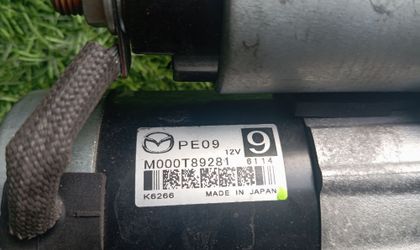 PE09 12V 9
M000T89281 6114
K6266 MADE IN JAPAN